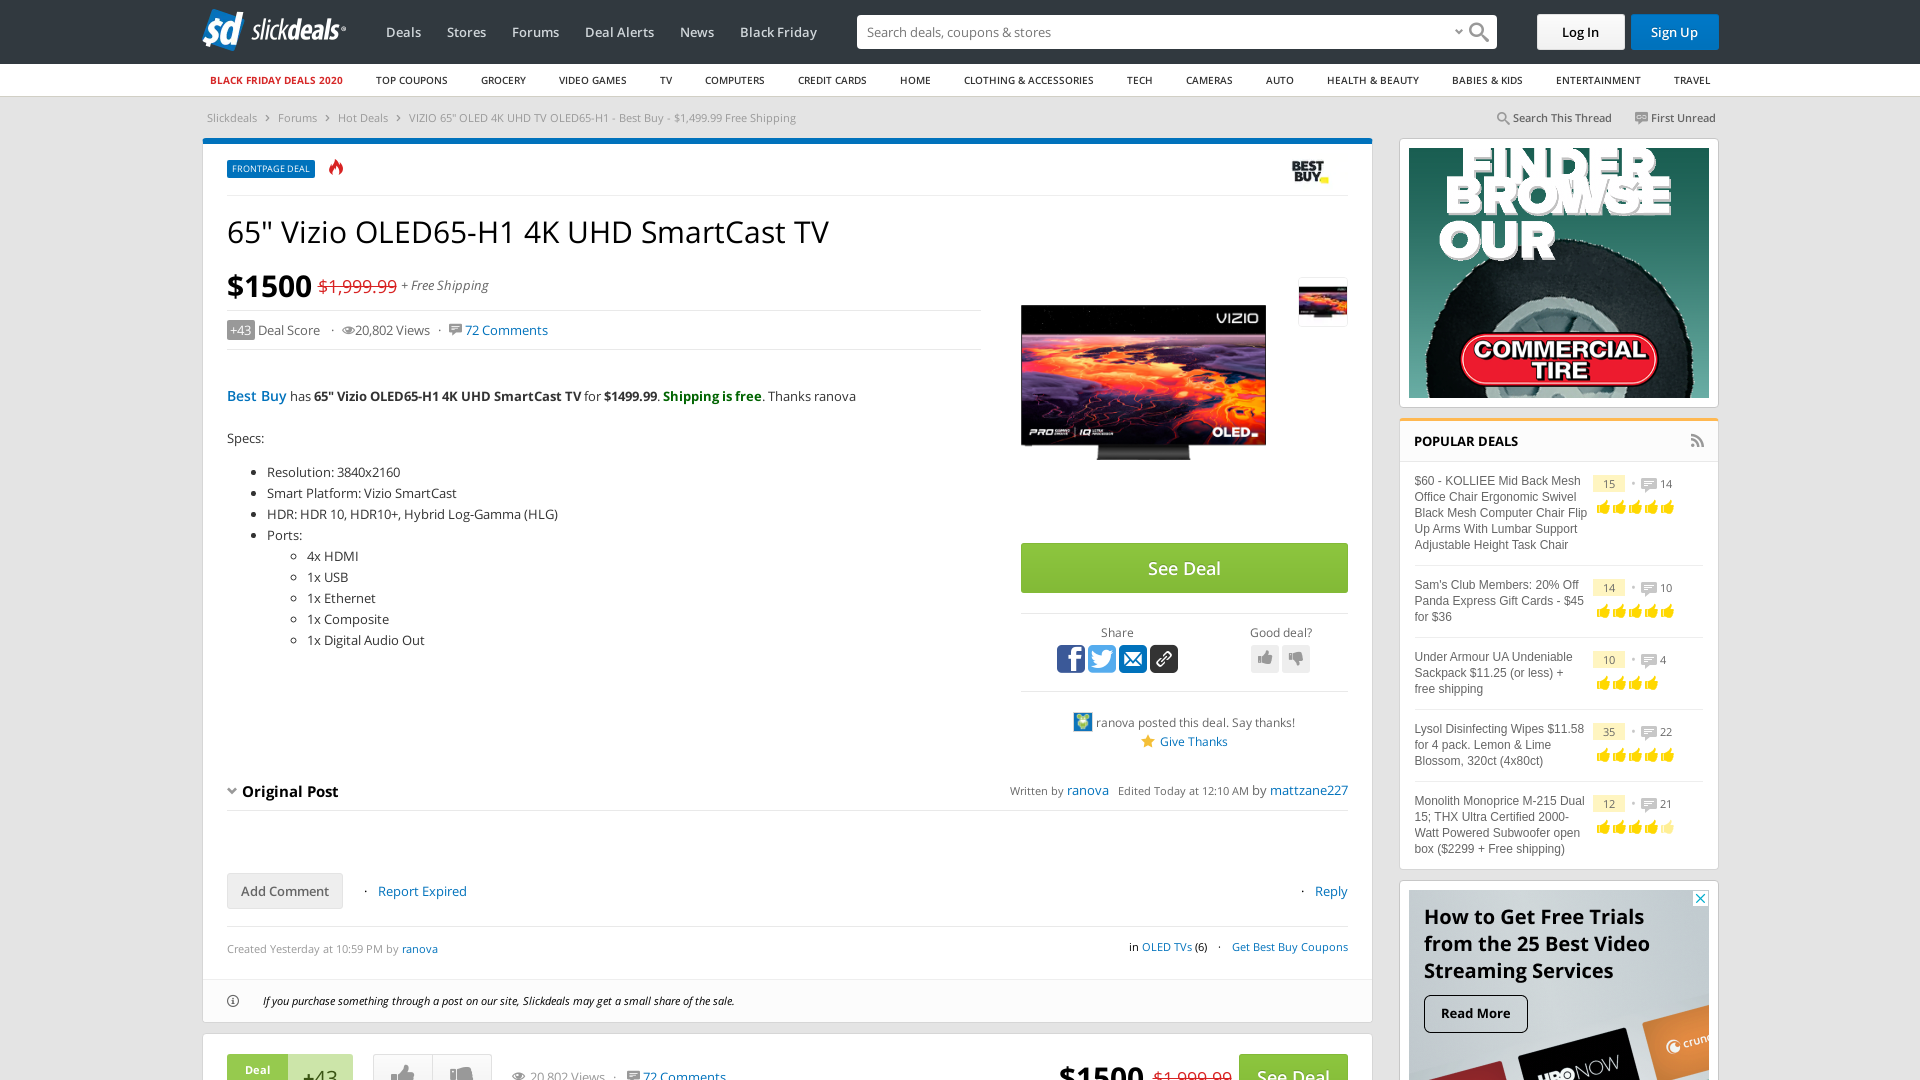 slickdeals
Deals Stores Forums Deal Alerts News Black Friday
Search deals, coupons & stores
Log In Sign Up
BLACK FRIDAY DEALS 2020 TOP COUPONS GROCERY VIDEO GAMES TV COMPUTERS CREDIT CARDS HOME CLOTHING & ACCESSORIES TECH CAMERAS AUTO HEALTH & BEAUTY BABIES & KIDS ENTERTAINMENT TRAVEL
Slickdeals › Forums › Hot Deals › VIZIO 65" OLED 4K UHD TV OLED65-H1 - Best Buy - $1,499.99 Free Shipping
Search This Thread First Unread
FRONTPAGE DEAL
BEST BUY
65" Vizio OLED65-H1 4K UHD SmartCast TV
$1500 $1,999.99 + Free Shipping
+43 Deal Score · 20,802 Views · 72 Comments
Best Buy has 65" Vizio OLED65-H1 4K UHD SmartCast TV for $1499.99. Shipping is free. Thanks ranova
Specs:
Resolution: 3840x2160
Smart Platform: Vizio SmartCast
HDR: HDR 10, HDR10+, Hybrid Log-Gamma (HLG)
Ports:
4x HDMI
1x USB
1x Ethernet
1x Composite
1x Digital Audio Out
VIZIO
OLED
See Deal
Share
Good deal?
ranova posted this deal. Say thanks!
Give Thanks
Original Post
Written by ranova Edited Today at 12:10 AM by mattzane227
Add Comment · Report Expired
· Reply
Created Yesterday at 10:59 PM by ranova
in OLED TVs (6) · Get Best Buy Coupons
If you purchase something through a post on our site, Slickdeals may get a small share of the sale.
Deal
+43
20,802 Views · 72 Comments
$1500 $1,999.99 See Deal
FINDER
BROWSE
OUR
COMMERCIAL
TIRE
POPULAR DEALS
$60 - KOLLIEE Mid Back Mesh
Office Chair Ergonomic Swivel
Black Mesh Computer Chair Flip
Up Arms With Lumbar Support
Adjustable Height Task Chair
15 · 14
Sam's Club Members: 20% Off
Panda Express Gift Cards - $45
for $36
14 · 10
Under Armour UA Undeniable
Sackpack $11.25 (or less) +
free shipping
10 · 4
Lysol Disinfecting Wipes $11.58
for 4 pack. Lemon & Lime
Blossom, 320ct (4x80ct)
35 · 22
Monolith Monoprice M-215 Dual
15; THX Ultra Certified 2000-
Watt Powered Subwoofer open
box ($2299 + Free shipping)
12 · 21
How to Get Free Trials
from the 25 Best Video
Streaming Services
Read More
HBO NOW
crunc